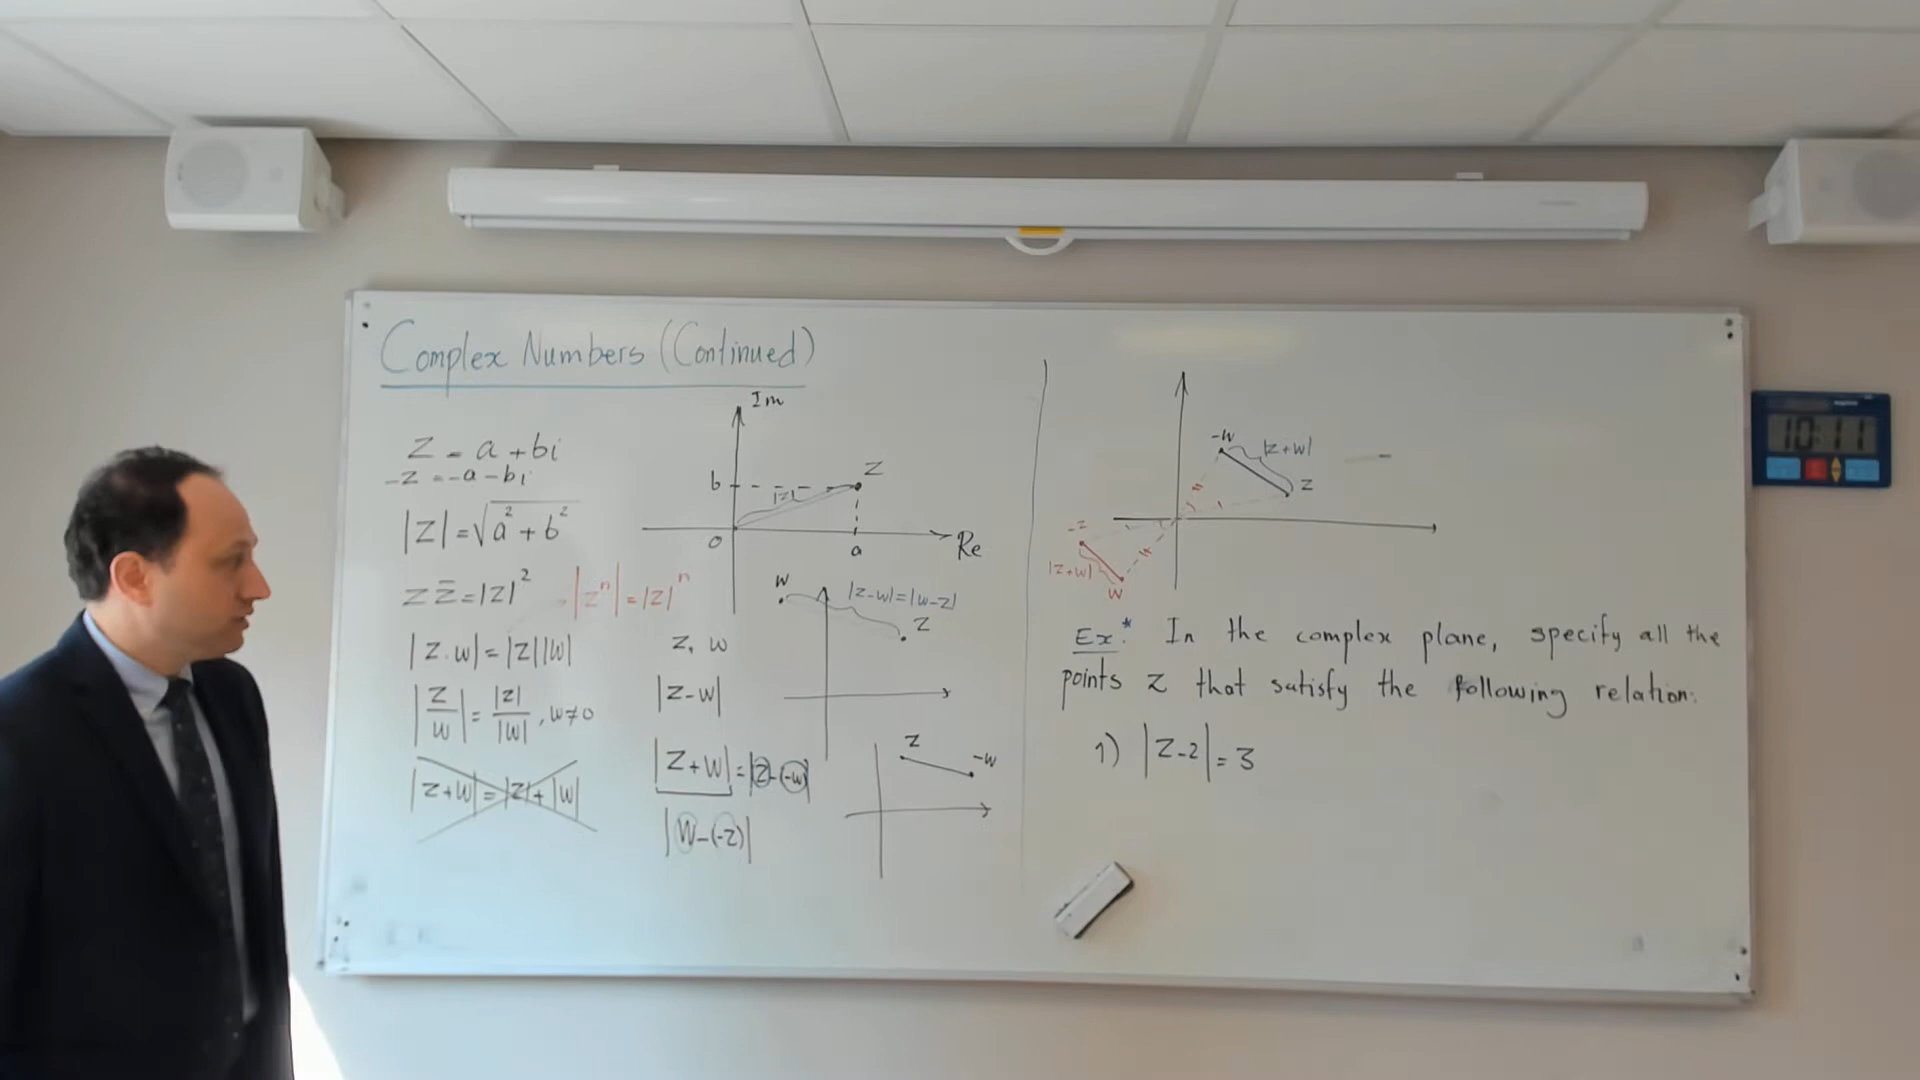 Complex Numbers (Continued)
Z = a + bi
-Z = -a - bi
|Z| = √a² + b²
Z Z̄ = |Z|²
|Zⁿ| = |Z|ⁿ
|Z.W| = |Z||W|
|Z/W| = |Z|/|W| , W≠0
|Z+W| = |Z| + |W|
Im
b
|Z|
Z
0
a
Re
Z, W
|Z-W|
|Z+W| = |Z-(-W)|
|W-(-Z)|
W
|Z-W|=|W-Z|
Z
Z
-W
-W
|Z+W|
Z
-Z
|Z+W|
W
Ex.* In the complex plane, specify all the
points Z that satisfy the following relation:
1) |Z-2| = 3
10:11